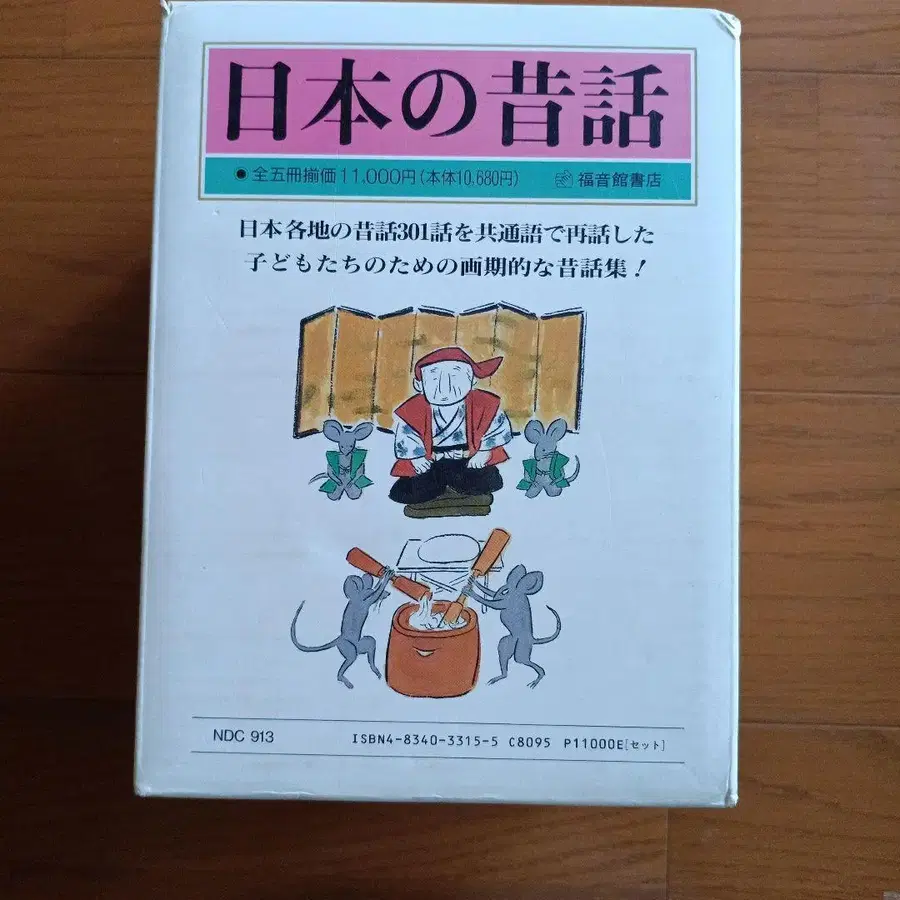 日本の昔話
●全五冊揃価11,000円(本体10,680円) 福音館書店
日本各地の昔話301話を共通語で再話した
子どもたちのための画期的な昔話集!
NDC 913 ISBN4-8340-3315-5 C8095 P11000E[セット]